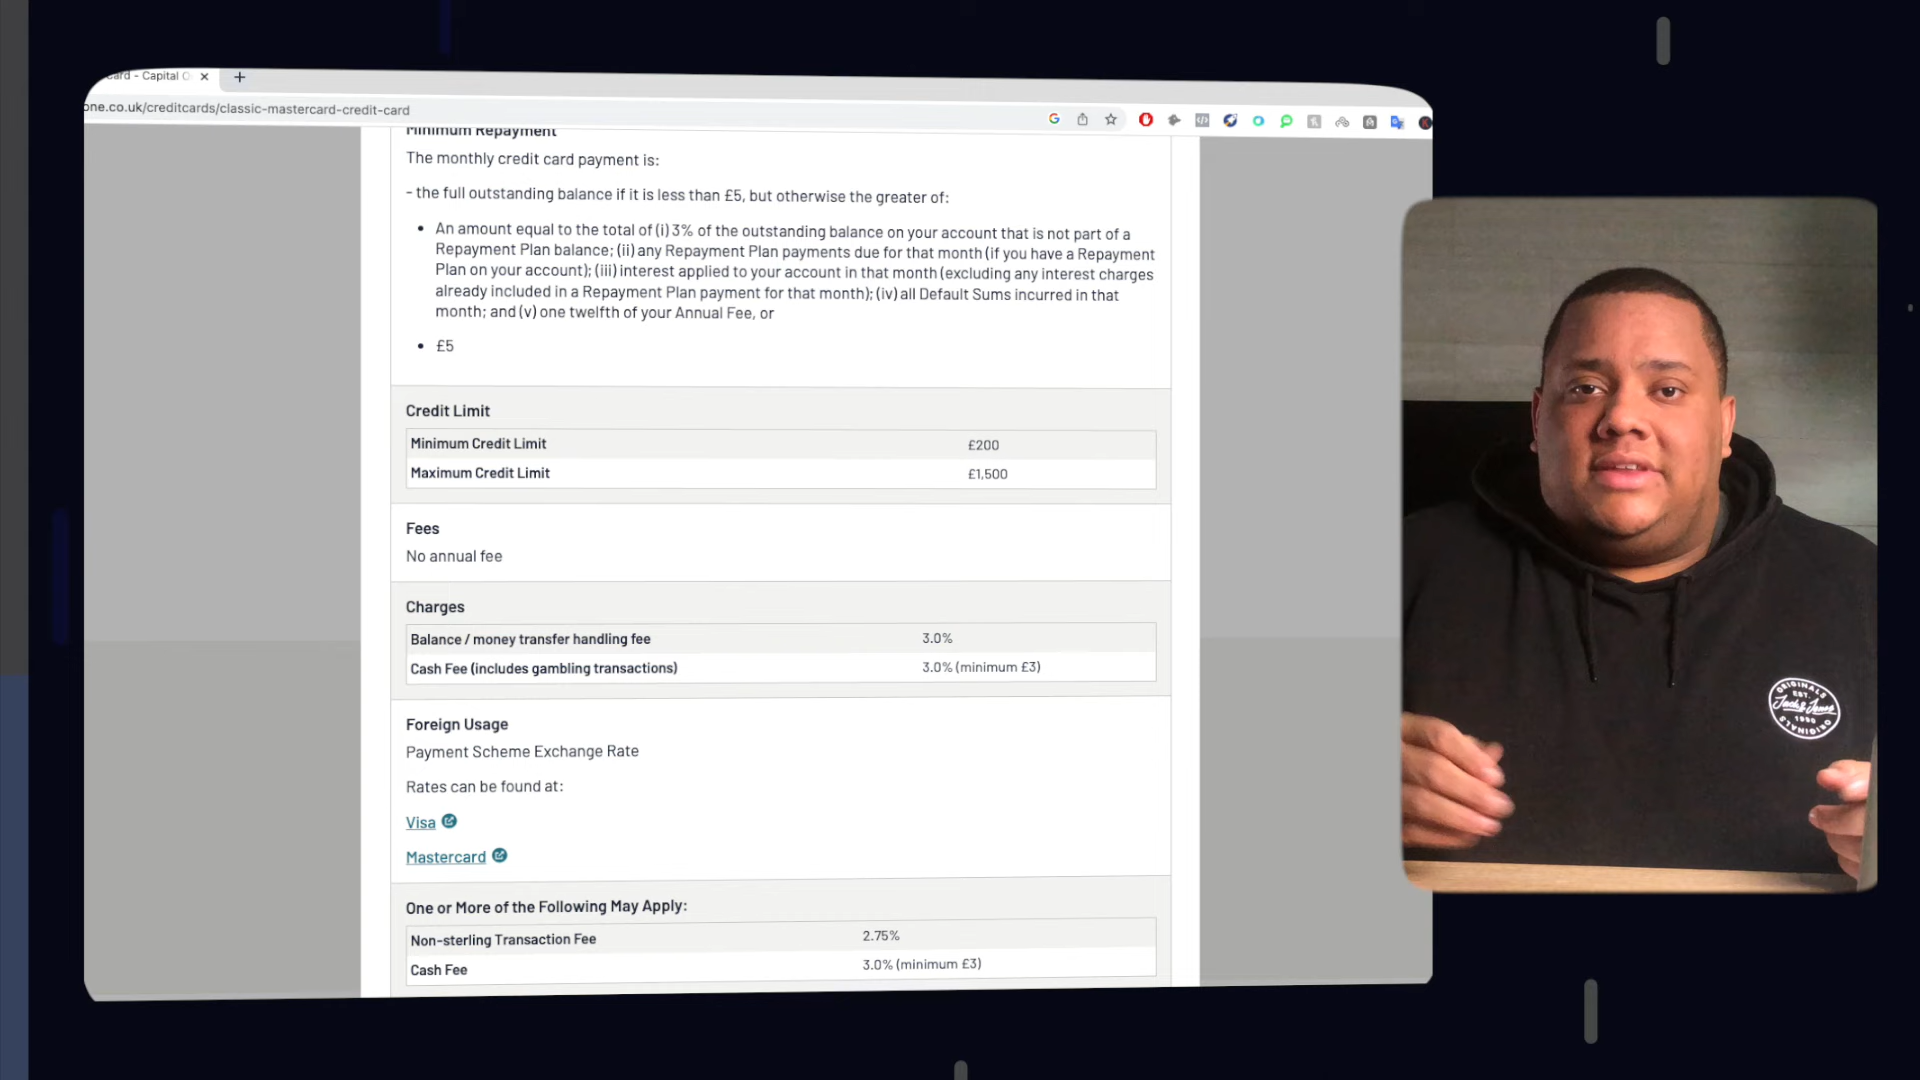 ard - Capital O
one.co.uk/creditcards/classic-mastercard-credit-card
Minimum Repayment
The monthly credit card payment is:
- the full outstanding balance if it is less than £5, but otherwise the greater of:
• An amount equal to the total of (i) 3% of the outstanding balance on your account that is not part of a
Repayment Plan balance; (ii) any Repayment Plan payments due for that month (if you have a Repayment
Plan on your account); (iii) interest applied to your account in that month (excluding any interest charges
already included in a Repayment Plan payment for that month); (iv) all Default Sums incurred in that
month; and (v) one twelfth of your Annual Fee, or
• £5
Credit Limit
Minimum Credit Limit £200
Maximum Credit Limit £1,500
Fees
No annual fee
Charges
Balance / money transfer handling fee 3.0%
Cash Fee (includes gambling transactions) 3.0% (minimum £3)
Foreign Usage
Payment Scheme Exchange Rate
Rates can be found at:
Visa
Mastercard
One or More of the Following May Apply:
Non-sterling Transaction Fee 2.75%
Cash Fee 3.0% (minimum £3)
ORIGINALS
EST.
Jack & Jones
1990
ORIGINALS